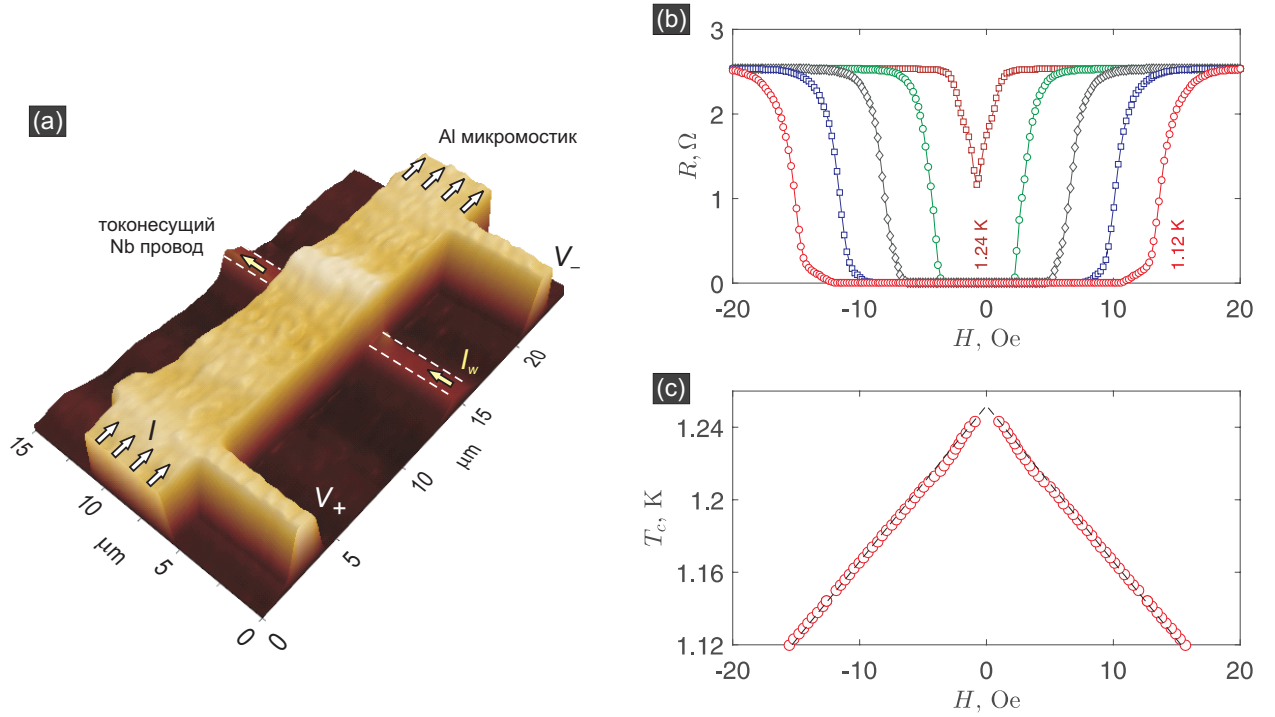 (a)
Al микромостик
токонесущий
Nb провод
V–
Iw
I
V+
15
10
5
0
μm
0
5
10
15
20
μm
(b)
3
2
1
0
R, Ω
1.24 K
1.12 K
-20
-10
0
10
20
H, Oe
(c)
1.24
1.2
1.16
1.12
Tc, K
-20
-10
0
10
20
H, Oe